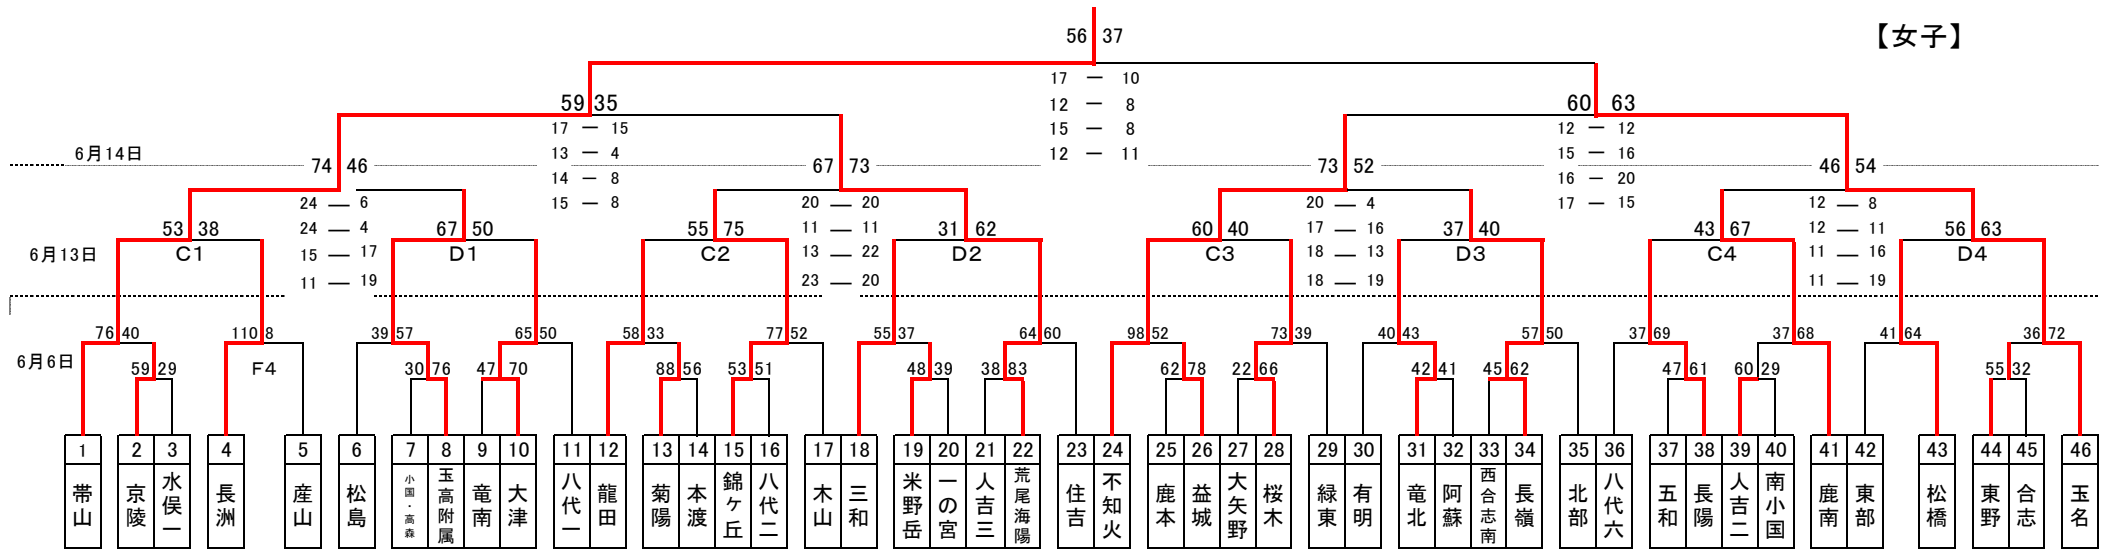 【女子】
56 37
17 ― 10
12 ― 8
15 ― 8
12 ― 11
59 35
17 ― 15
13 ― 4
14 ― 8
15 ― 8
60 63
12 ― 12
15 ― 16
16 ― 20
17 ― 15
6月14日
74 46
24 ― 6
24 ― 4
15 ― 17
11 ― 19
67 73
20 ― 20
11 ― 11
13 ― 22
23 ― 20
73 52
20 ― 4
17 ― 16
18 ― 13
18 ― 19
46 54
12 ― 8
12 ― 11
11 ― 16
11 ― 19
6月13日
53 38
C1
67 50
D1
55 75
C2
31 62
D2
60 40
C3
37 40
D3
43 67
C4
56 63
D4
6月6日
76 40
110 8
39 57
65 50
58 33
77 52
55 37
64 60
98 52
73 39
40 43
57 50
37 69
37 68
41 64
36 72
59 29
F4
30 76
47 70
88 56
53 51
48 39
38 83
62 78
22 66
42 41
45 62
47 61
60 29
55 32
1 帯山
2 京陵
3 水俣一
4 長洲
5 産山
6 松島
7 小国・高森
8 玉高附属
9 竜南
10 大津
11 八代一
12 龍田
13 菊陽
14 本渡
15 錦ヶ丘
16 八代二
17 木山
18 三和
19 米野岳
20 一の宮
21 人吉三
22 荒尾海陽
23 住吉
24 不知火
25 鹿本
26 益城
27 大矢野
28 桜木
29 緑東
30 有明
31 竜北
32 阿蘇
33 西合志南
34 長嶺
35 北部
36 八代六
37 五和
38 長陽
39 人吉二
40 南小国
41 鹿南
42 東部
43 松橋
44 東野
45 合志
46 玉名